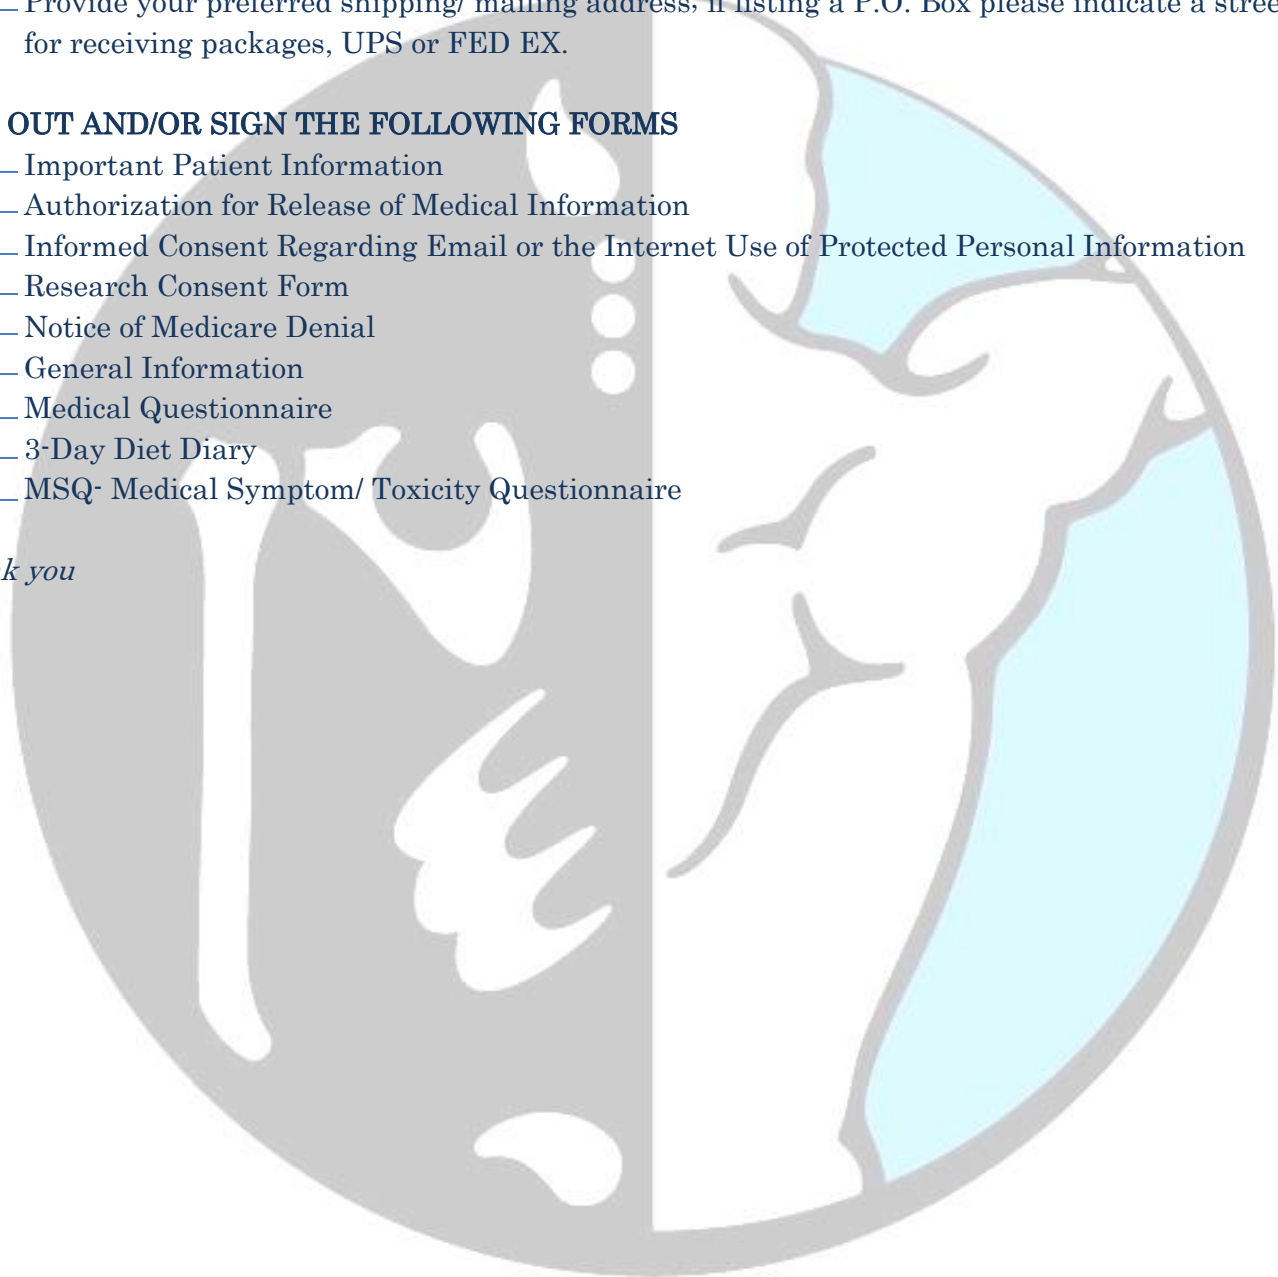 Provide your preferred shipping/ mailing address, if listing a P.O. Box please indicate a stree
for receiving packages, UPS or FED EX.
OUT AND/OR SIGN THE FOLLOWING FORMS
Important Patient Information
Authorization for Release of Medical Information
Informed Consent Regarding Email or the Internet Use of Protected Personal Information
Research Consent Form
Notice of Medicare Denial
General Information
Medical Questionnaire
3-Day Diet Diary
MSQ- Medical Symptom/ Toxicity Questionnaire
k you